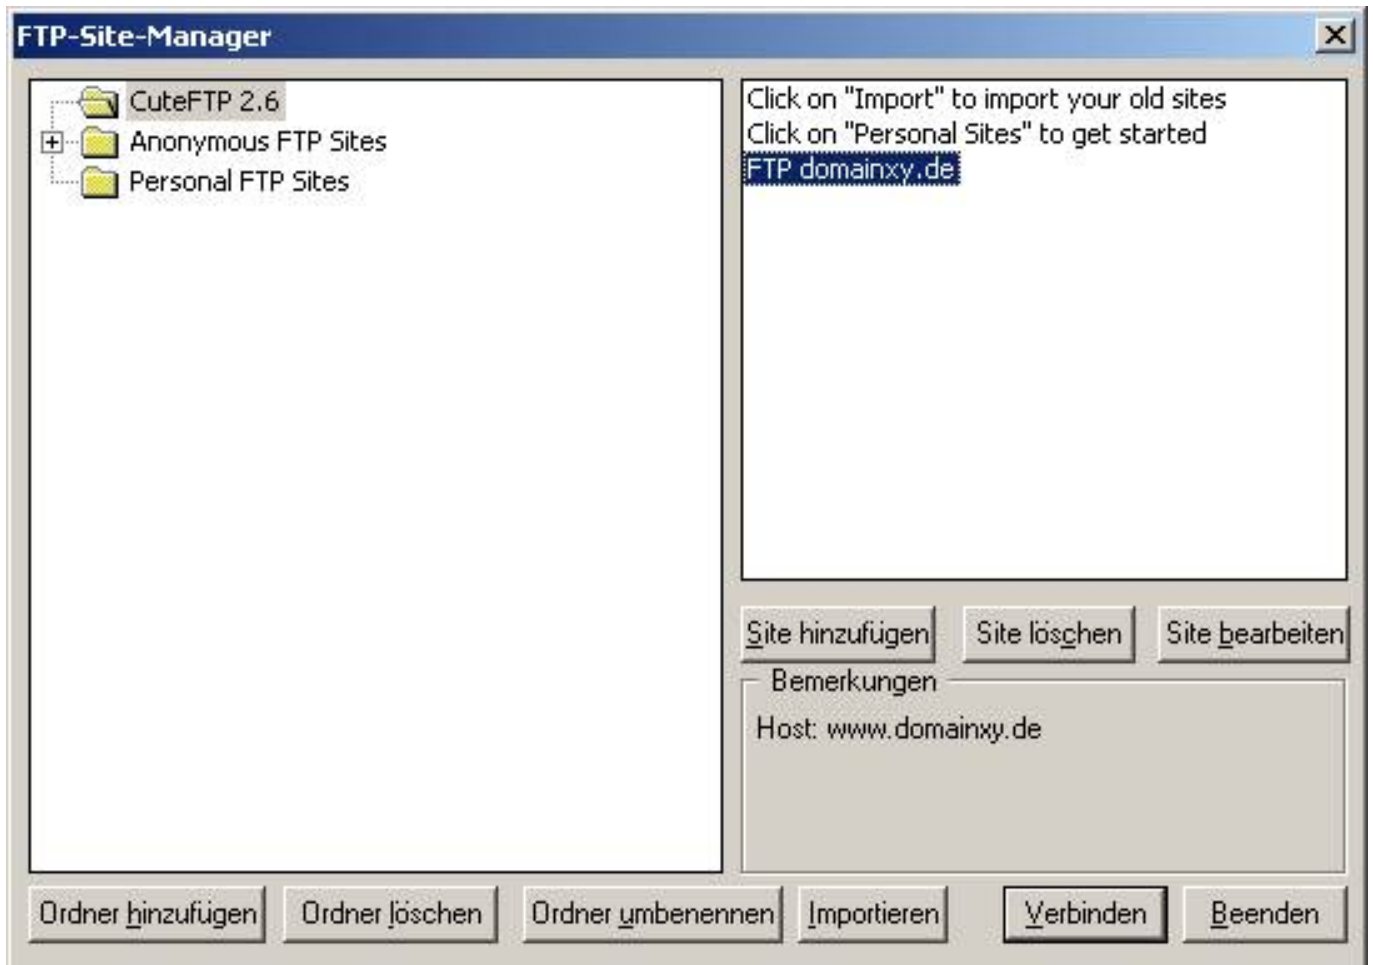 FTP-Site-Manager
CuteFTP 2.6
Anonymous FTP Sites
Personal FTP Sites
Click on "Import" to import your old sites
Click on "Personal Sites" to get started
FTP domainxy.de
Site hinzufügen
Site löschen
Site bearbeiten
Bemerkungen
Host: www.domainxy.de
Ordner hinzufügen
Ordner löschen
Ordner umbenennen
Importieren
Verbinden
Beenden